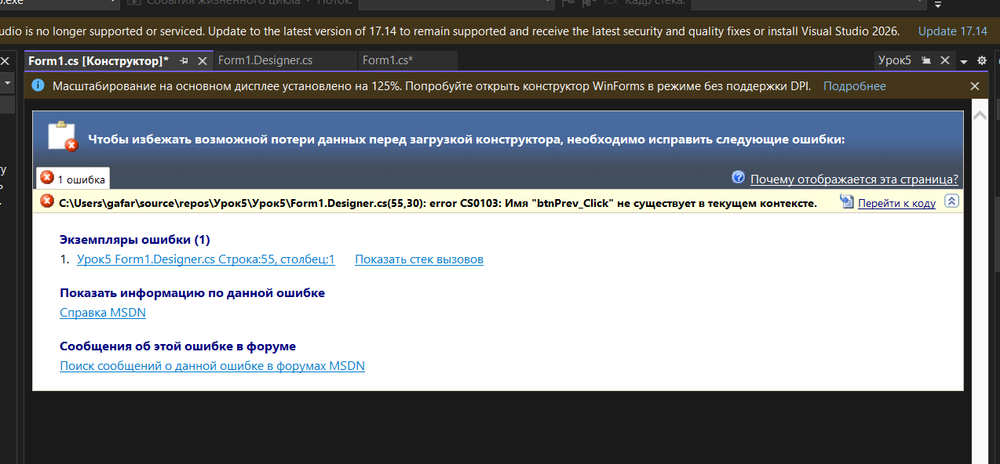 s.exe События жизненного цикла Поток: Кадр стека:
udio is no longer supported or serviced. Update to the latest version of 17.14 to remain supported and receive the latest security and quality fixes or install Visual Studio 2026. Update 17.14
Form1.cs [Конструктор]* Form1.Designer.cs Form1.cs* Урок5
Масштабирование на основном дисплее установлено на 125%. Попробуйте открыть конструктор WinForms в режиме без поддержки DPI. Подробнее
Чтобы избежать возможной потери данных перед загрузкой конструктора, необходимо исправить следующие ошибки:
1 ошибка Почему отображается эта страница?
C:\Users\gafar\source\repos\Урок5\Урок5\Form1.Designer.cs(55,30): error CS0103: Имя "btnPrev_Click" не существует в текущем контексте. Перейти к коду
Экземпляры ошибки (1)
1. Урок5 Form1.Designer.cs Строка:55, столбец:1 Показать стек вызовов
Показать информацию по данной ошибке
Справка MSDN
Сообщения об этой ошибке в форуме
Поиск сообщений о данной ошибке в форумах MSDN